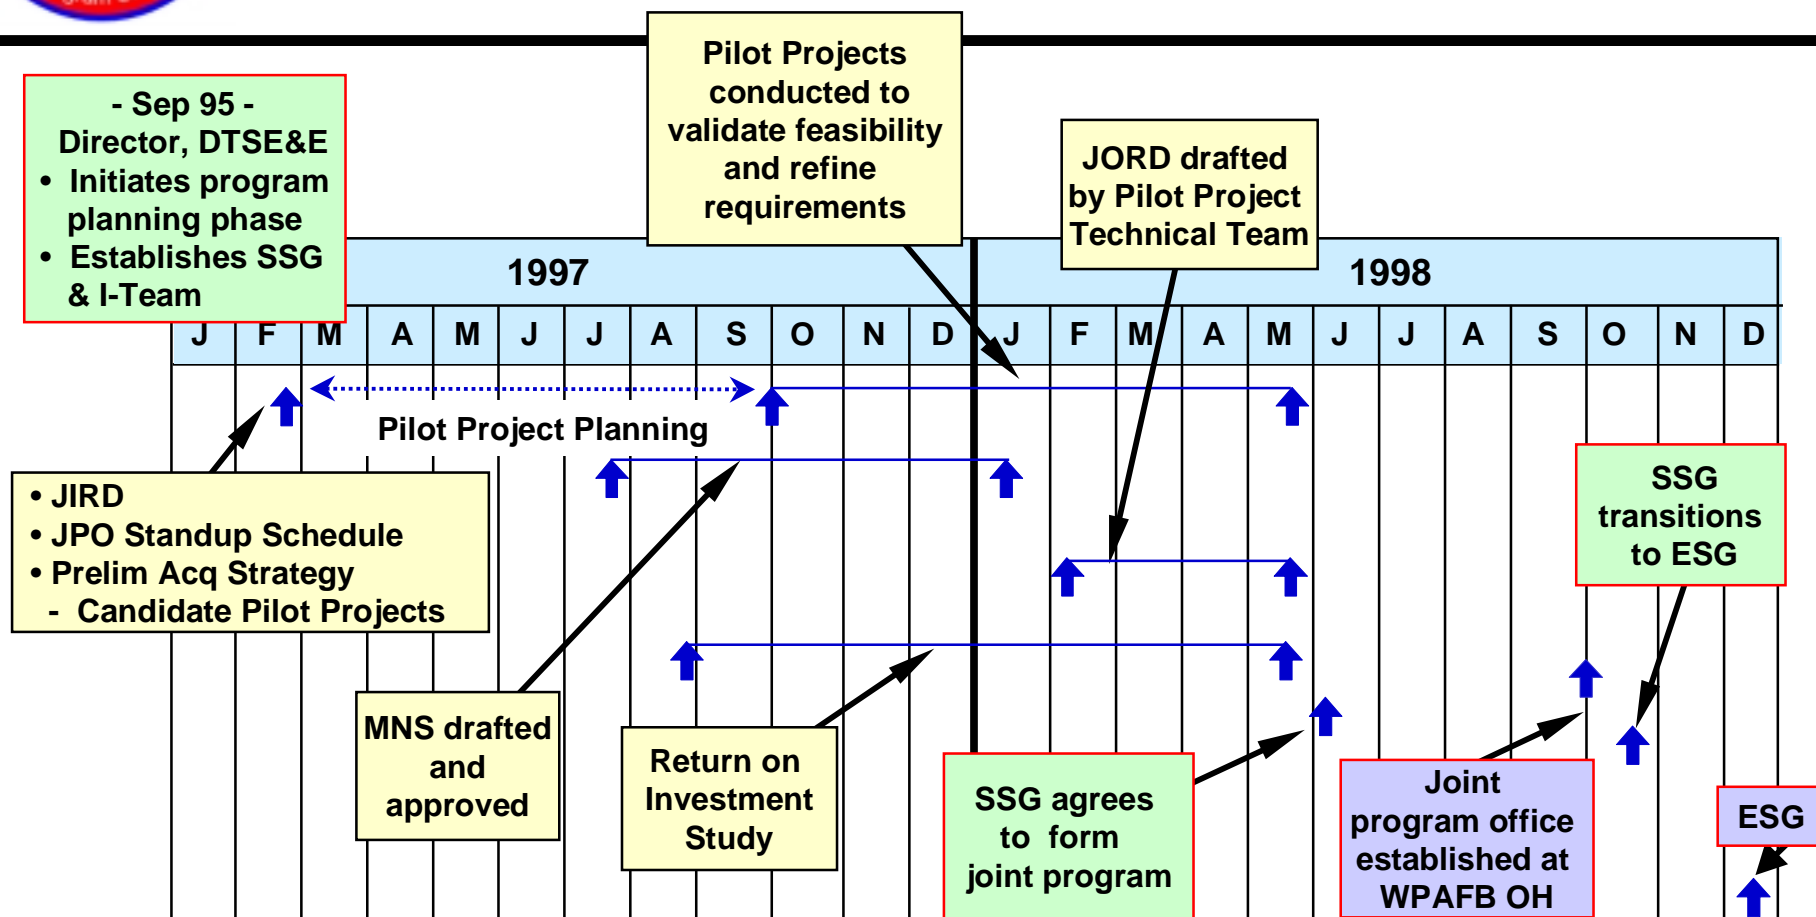 - Sep 95 -
Director, DTSE&E
• Initiates program
planning phase
• Establishes SSG
& I-Team
Pilot Projects
conducted to
validate feasibility
and refine
requirements
JORD drafted
by Pilot Project
Technical Team
1997
1998
J F M A M J J A S O N D J F M A M J J A S O N D
Pilot Project Planning
• JIRD
• JPO Standup Schedule
• Prelim Acq Strategy
- Candidate Pilot Projects
SSG
transitions
to ESG
MNS drafted
and
approved
Return on
Investment
Study
SSG agrees
to form
joint program
Joint
program office
established at
WPAFB OH
ESG